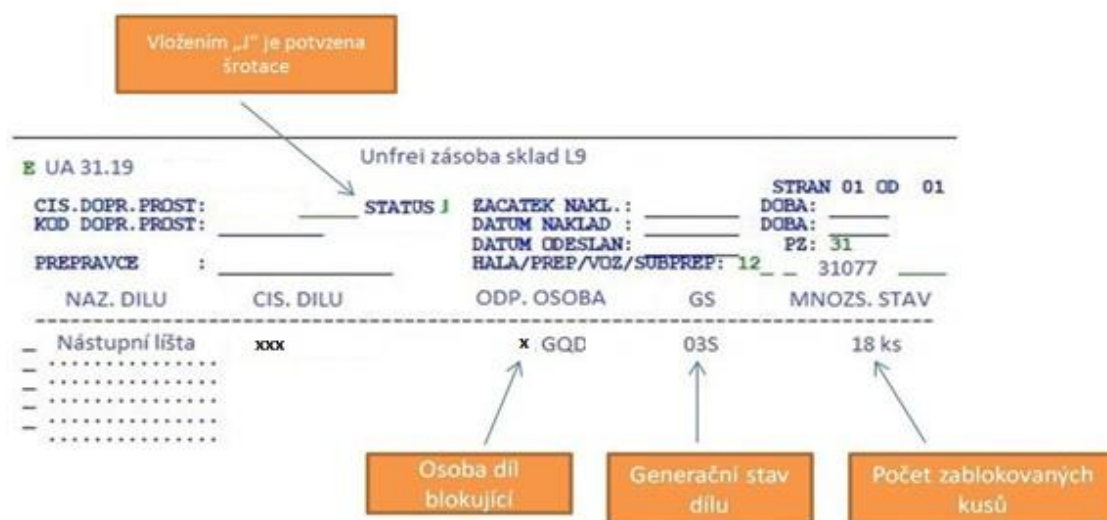 Vložením „J" je potvzena
šrotace
E UA 31.19 Unfrei zásoba sklad L9
STRAN 01 OD 01
CIS.DOPR.PROST: STATUS J ZACATEK NAKL.: DOBA:
KOD DOPR.PROST: DATUM NAKLAD : DOBA:
DATUM ODESLAN: PZ: 31
PREPRAVCE : HALA/PREP/VOZ/SUBPREP: 12 31077
NAZ. DILU CIS. DILU ODP. OSOBA GS MNOZS. STAV
Nástupní líšta xxx x GQD 03S 18 ks
Osoba díl
blokující
Generační stav
dílu
Počet zablokovaných
kusů